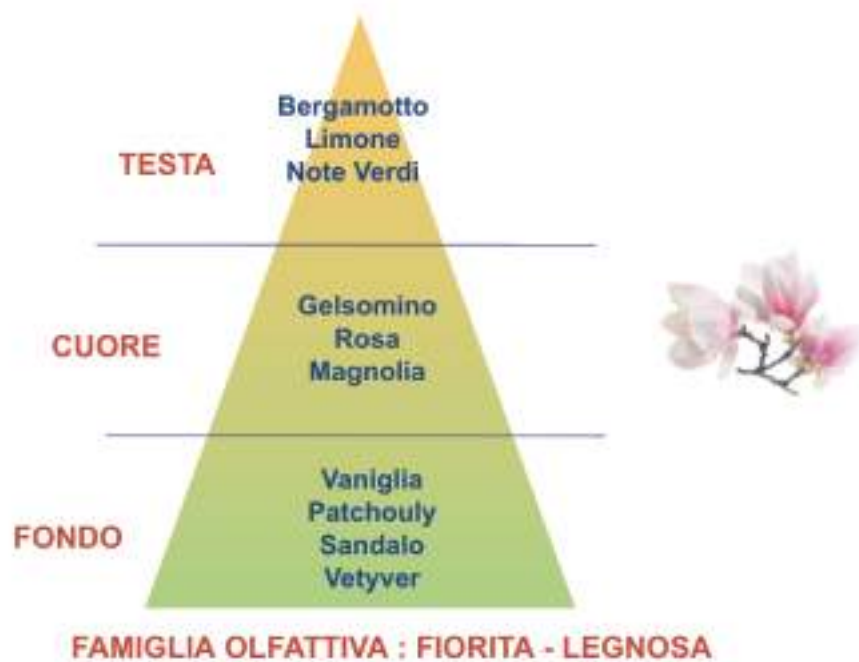 Bergamotto
Limone
TESTA
Note Verdi
Gelsomino
CUORE
Rosa
Magnolia
Vaniglia
Patchouly
FONDO
Sandalo
Vetyver
FAMIGLIA OLFATTIVA : FIORITA - LEGNOSA